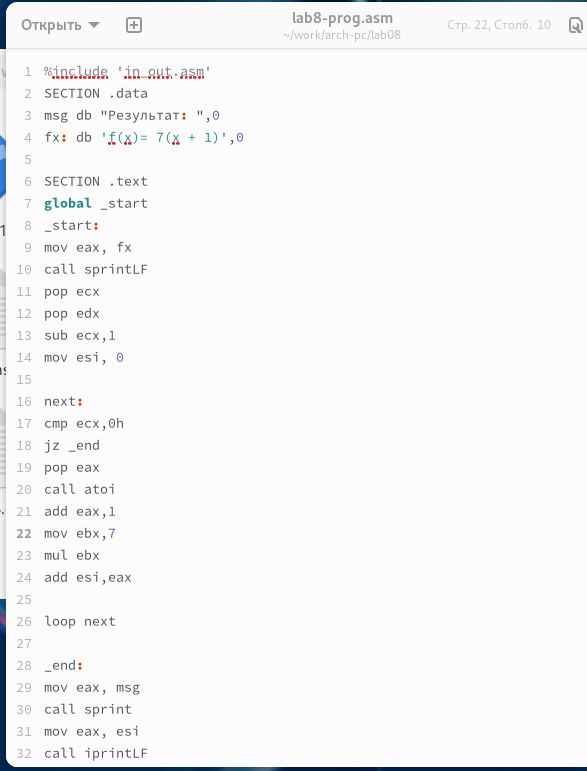 Открыть
lab8-prog.asm
~/work/arch-pc/lab08
Стр. 22, Столб. 10
1 %include 'in_out.asm'
2 SECTION .data
3 msg db "Результат: ",0
4 fx: db 'f(x)= 7(x + 1)',0
5
6 SECTION .text
7 global _start
8 _start:
9 mov eax, fx
10 call sprintLF
11 pop ecx
12 pop edx
13 sub ecx,1
14 mov esi, 0
15
16 next:
17 cmp ecx,0h
18 jz _end
19 pop eax
20 call atoi
21 add eax,1
22 mov ebx,7
23 mul ebx
24 add esi,eax
25
26 loop next
27
28 _end:
29 mov eax, msg
30 call sprint
31 mov eax, esi
32 call iprintLF